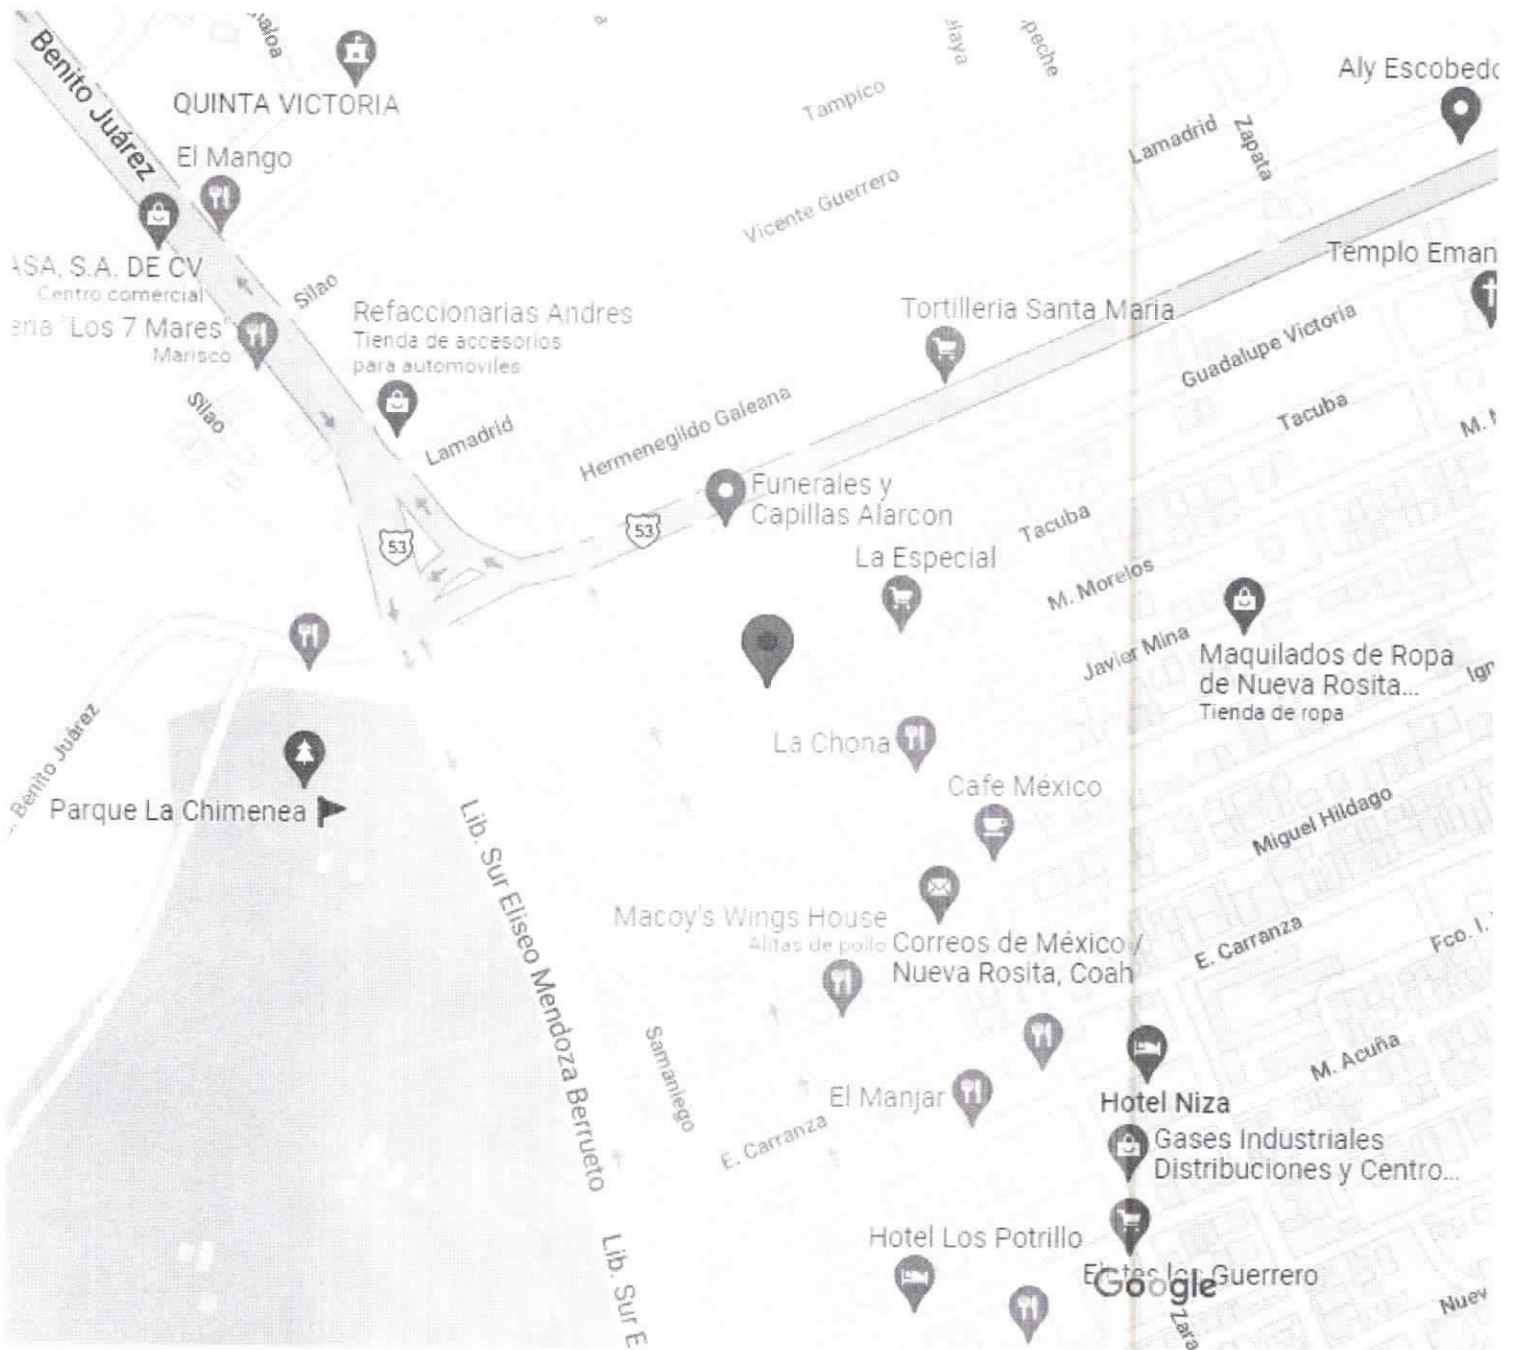 Benito Juárez
QUINTA VICTORIA
El Mango
Tampico
Lamadrid
Zapata
Aly Escobedo
Vicente Guerrero
ASA, S.A. DE CV
Centro comercial
Silao
"Los 7 Mares"
Marisco
Refaccionarias Andres
Tienda de accesorios
para automóviles
Tortilleria Santa Maria
Templo Eman
Guadalupe Victoria
Silao
Lamadrid
Hermenegildo Galeana
Tacuba
Funerales y
Capillas Alarcon
53
53
Tacuba
La Especial
M. Morelos
Javier Mina
Maquilados de Ropa
de Nueva Rosita...
Tienda de ropa
Benito Juárez
La Chona
Parque La Chimenea
Cafe México
Miguel Hildago
Lib. Sur Eliseo Mendoza Berrueto
Macoy's Wings House
Alitas de pollo
Correos de México /
Nueva Rosita, Coah
E. Carranza
Fco. I.
Samaniego
M. Acuña
El Manjar
Hotel Niza
E. Carranza
Gases Industriales
Distribuciones y Centro...
Hotel Los Potrillo
Lib. Sur E
Guerrero
Google
Nuev
Zara